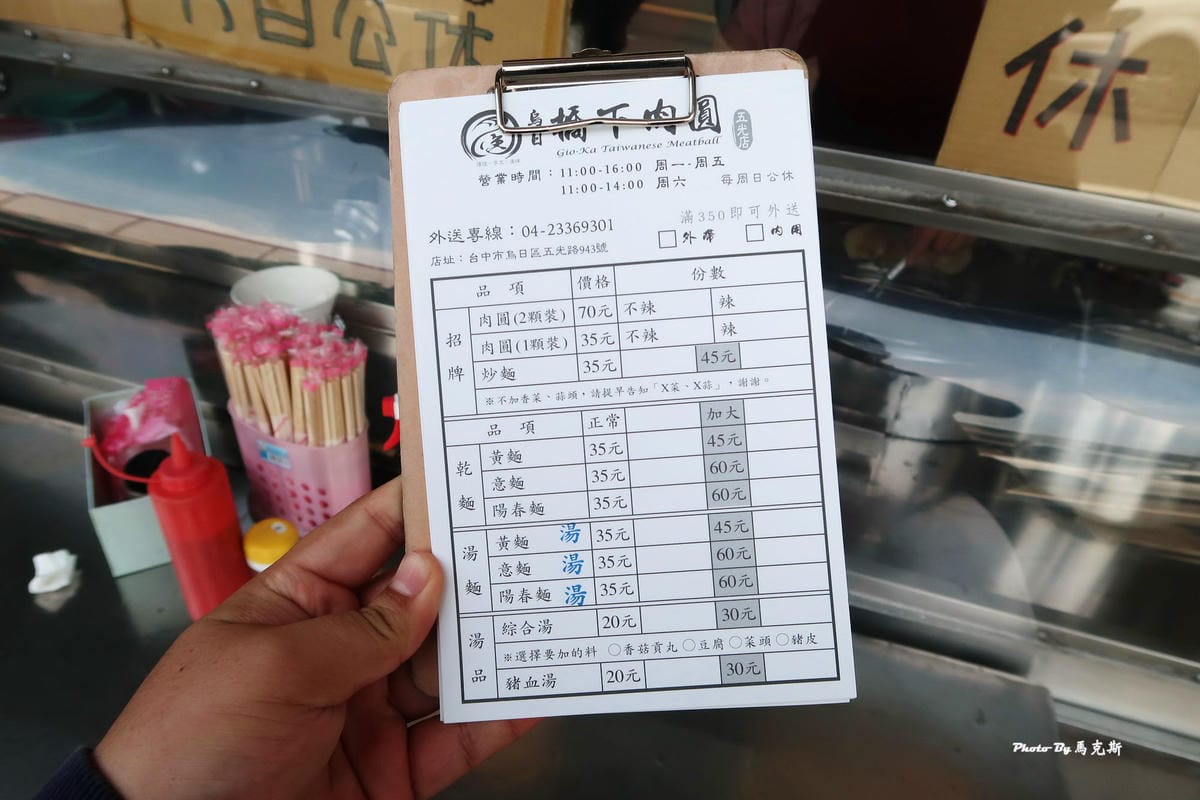 日公休
休
烏日 橋下肉圓 五光店
Gio-Ka Taiwanese Meatball
營業時間：11:00-16:00 周一-周五
11:00-14:00 周六 每周日公休
滿350即可外送
外送專線：04-23369301
□外帶 □內用
店址：台中市烏日區五光路943號
品項 價格 份數
招牌
肉圓(2顆裝) 70元 不辣 辣
肉圓(1顆裝) 35元 不辣 辣
炒麵 35元 45元
※不加香菜、蒜頭，請提早告知「X菜、X蒜」，謝謝。
品項 正常 加大
乾麵
黃麵 35元 45元
意麵 35元 60元
陽春麵 35元 60元
湯麵
黃麵 湯 35元 45元
意麵 湯 35元 60元
陽春麵 湯 35元 60元
湯品
綜合湯 20元 30元
※選擇要加的料 ○香菇貢丸○豆腐○菜頭○豬皮
豬血湯 20元 30元
Photo By 馬克斯